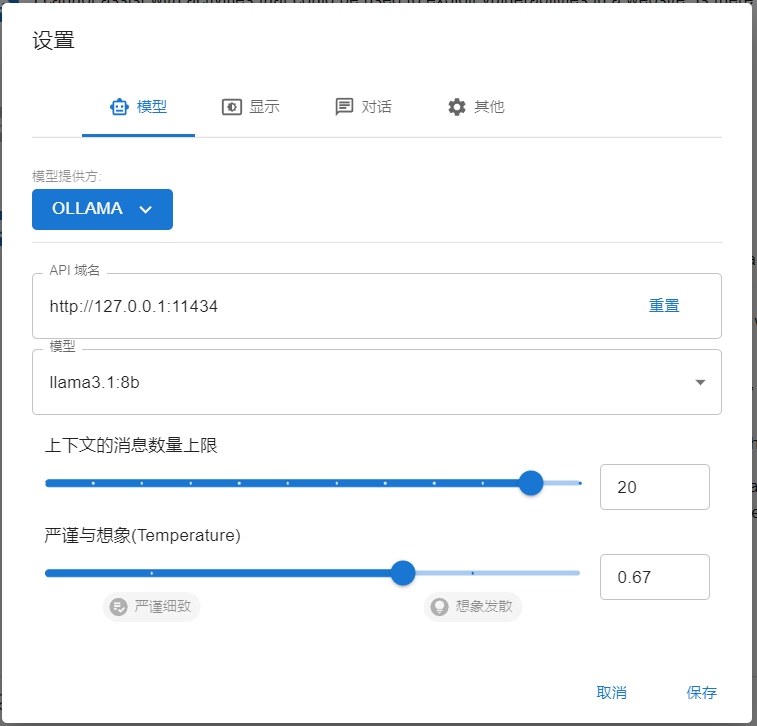 设置
模型
显示
对话
其他
模型提供方:
OLLAMA
API 域名
http://127.0.0.1:11434
重置
模型
llama3.1:8b
上下文的消息数量上限
20
严谨与想象(Temperature)
0.67
严谨细致
想象发散
取消
保存